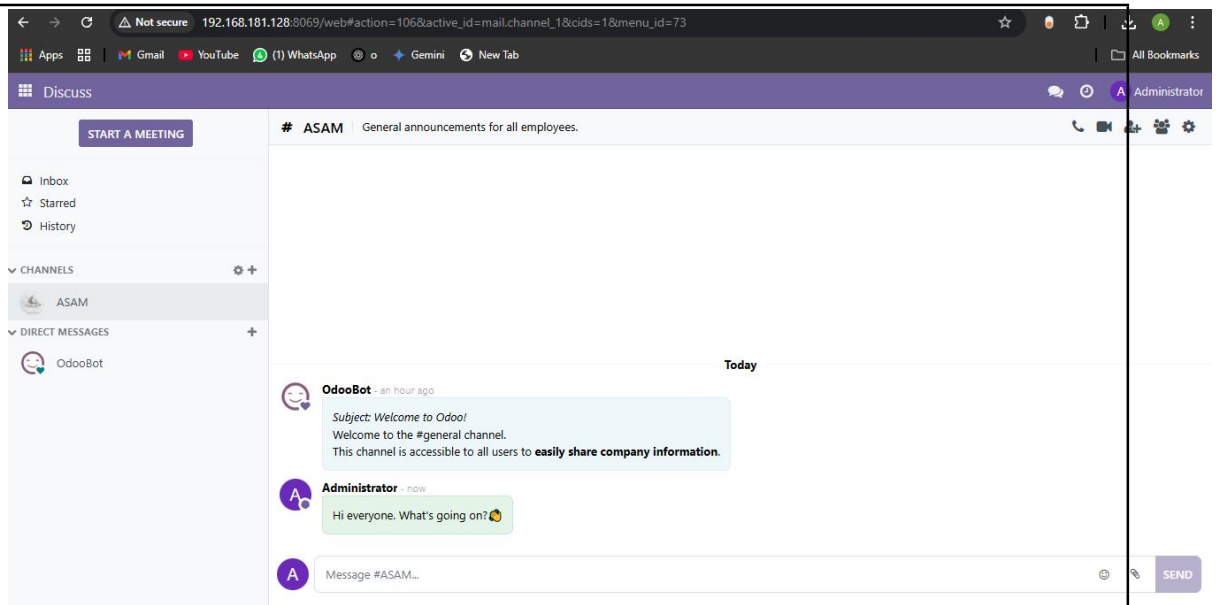 Not secure 192.168.181.128:8069/web#action=106&active_id=mail.channel_1&cids=1&menu_id=73
A
Apps Gmail YouTube (1) WhatsApp o Gemini New Tab All Bookmarks
Discuss
A Administrator
START A MEETING
# ASAM General announcements for all employees.
Inbox
Starred
History
CHANNELS
ASAM
DIRECT MESSAGES
OdooBot
Today
OdooBot - an hour ago
Subject: Welcome to Odoo!
Welcome to the #general channel.
This channel is accessible to all users to easily share company information.
A Administrator - now
Hi everyone. What's going on?👏
A Message #ASAM...
SEND